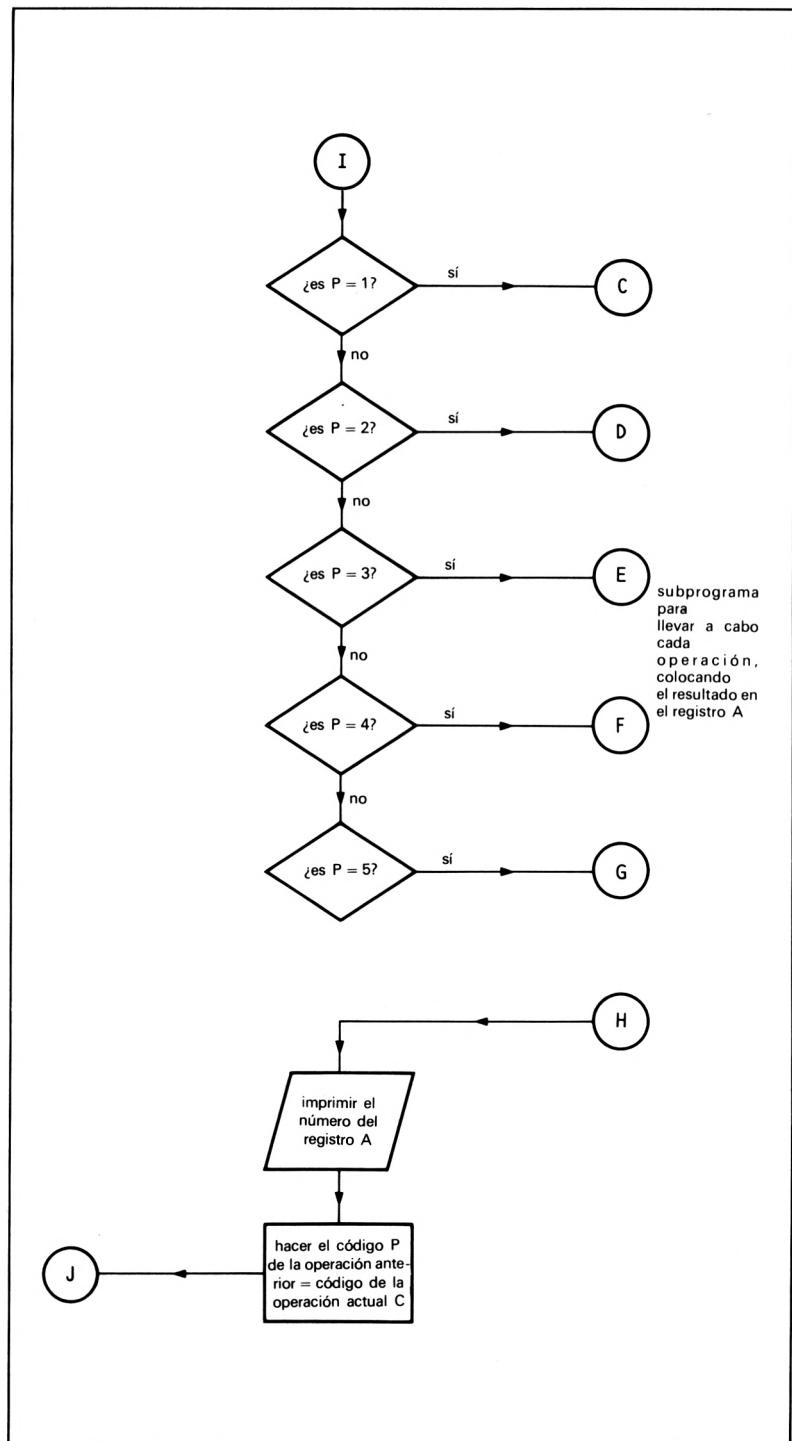 I
¿es P = 1?
sí
C
no
¿es P = 2?
sí
D
no
¿es P = 3?
sí
E
subprograma
para
llevar a cabo
cada
operación,
colocando
el resultado en
el registro A
no
¿es P = 4?
sí
F
no
¿es P = 5?
sí
G
H
imprimir el
número del
registro A
hacer el código P
de la operación ante-
rior = código de la
operación actual C
J